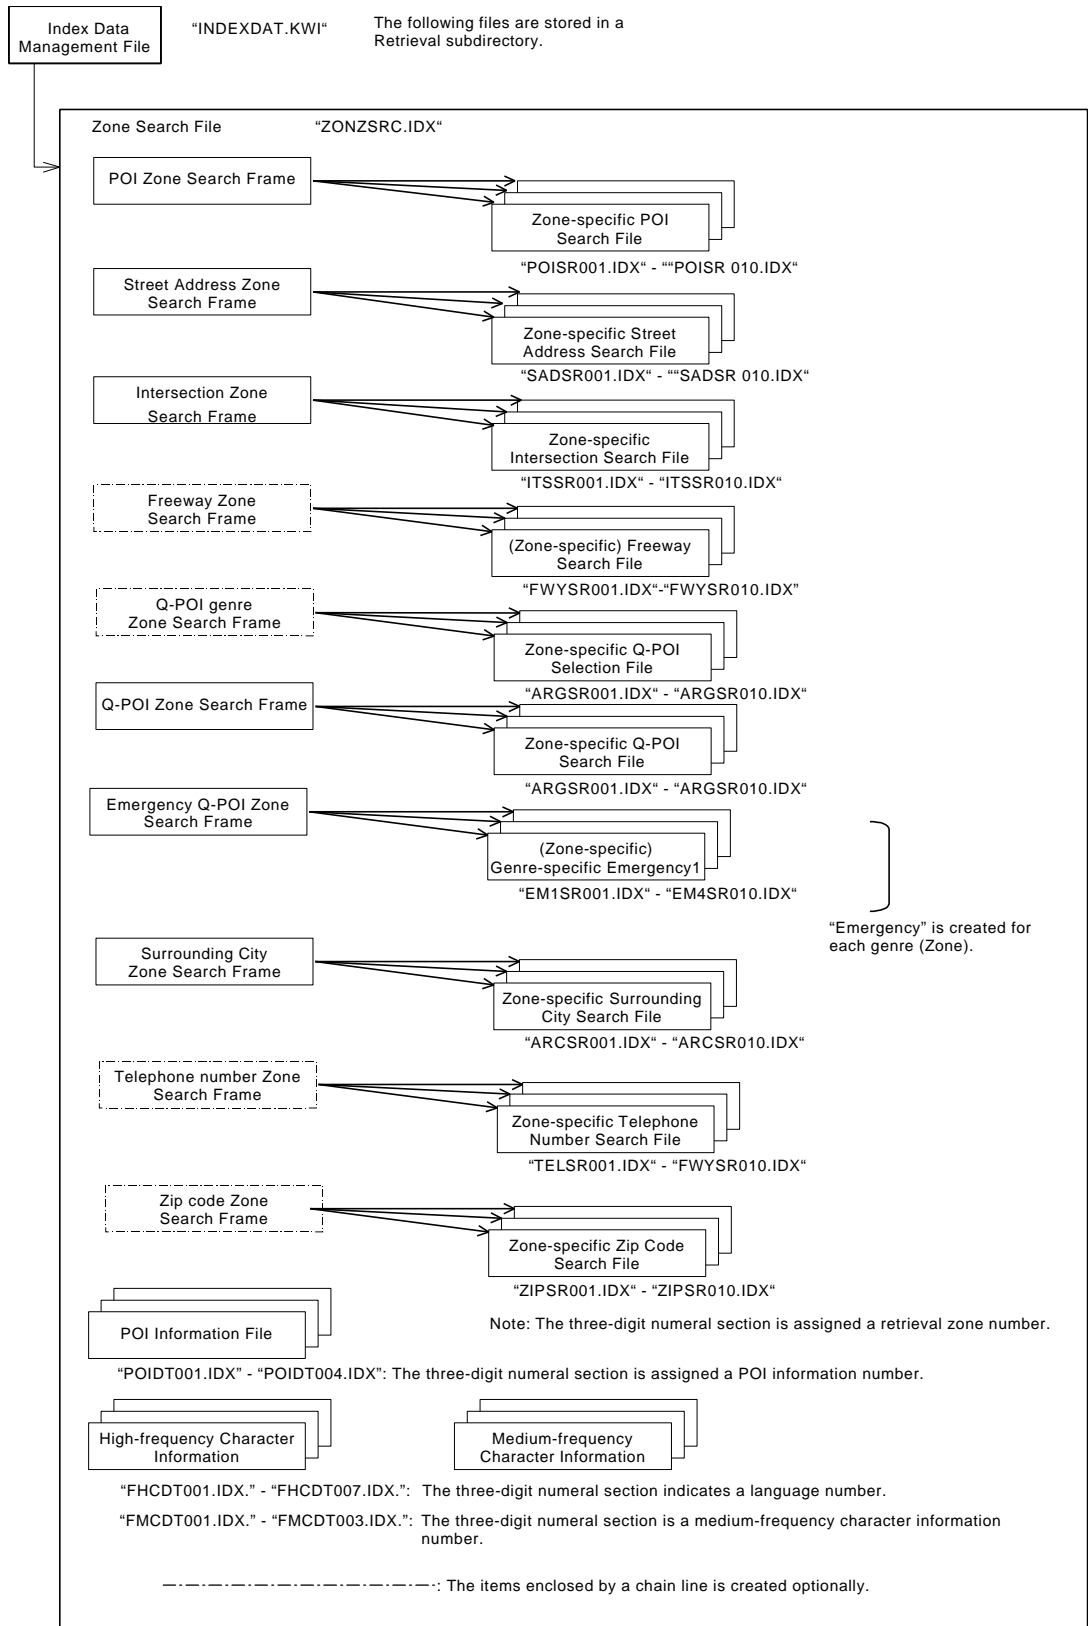 Index Data
Management File
“INDEXDAT.KWI“
The following files are stored in a
Retrieval subdirectory.
Zone Search File
“ZONZSRC.IDX“
POI Zone Search Frame
Zone-specific POI
Search File
“POISR001.IDX“ - ““POISR 010.IDX“
Street Address Zone
Search Frame
Zone-specific Street
Address Search File
“SADSR001.IDX“ - ““SADSR 010.IDX“
Intersection Zone
Search Frame
Zone-specific
Intersection Search File
“ITSSR001.IDX“ - “ITSSR010.IDX“
Freeway Zone
Search Frame
(Zone-specific) Freeway
Search File
“FWYSR001.IDX“-“FWYSR010.IDX”
Q-POI genre
Zone Search Frame
Zone-specific Q-POI
Selection File
“ARGSR001.IDX“ - “ARGSR010.IDX“
Q-POI Zone Search Frame
Zone-specific Q-POI
Search File
“ARGSR001.IDX“ - “ARGSR010.IDX“
Emergency Q-POI Zone
Search Frame
(Zone-specific)
Genre-specific Emergency1
“EM1SR001.IDX“ - “EM4SR010.IDX“
“Emergency” is created for
each genre (Zone).
Surrounding City
Zone Search Frame
Zone-specific Surrounding
City Search File
“ARCSR001.IDX“ - “ARCSR010.IDX“
Telephone number Zone
Search Frame
Zone-specific Telephone
Number Search File
“TELSR001.IDX“ - “FWYSR010.IDX“
Zip code Zone
Search Frame
Zone-specific Zip Code
Search File
“ZIPSR001.IDX“ - “ZIPSR010.IDX“
POI Information File
Note: The three-digit numeral section is assigned a retrieval zone number.
“POIDT001.IDX” - “POIDT004.IDX”: The three-digit numeral section is assigned a POI information number.
High-frequency Character
Information
Medium-frequency
Character Information
“FHCDT001.IDX.” - “FHCDT007.IDX.”: The three-digit numeral section indicates a language number.
“FMCDT001.IDX.” - “FMCDT003.IDX.”: The three-digit numeral section is a medium-frequency character information
number.
: The items enclosed by a chain line is created optionally.